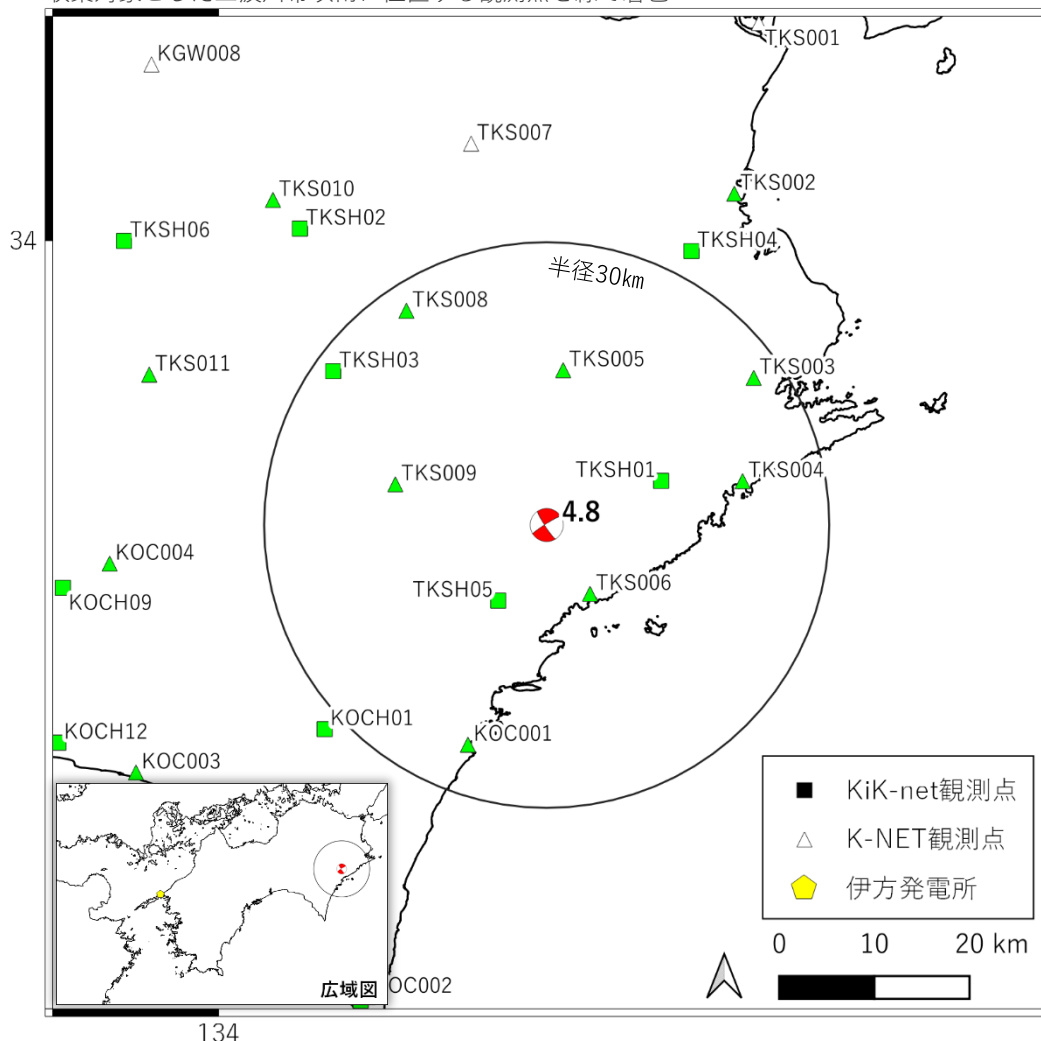 TKS001
KGW008
TKS007
TKS010
TKS002
TKSH02
TKSH06
TKSH04
34
半径30km
TKS008
TKSH03
TKS005
TKS003
TKS011
TKS009
TKSH01
TKS004
4.8
KOC004
TKSH05
TKS006
KOCH09
KOCH01
KOCH12
KOC001
KOC003
KiK-net観測点
K-NET観測点
伊方発電所
0 10 20 km
広域図
OC002
134